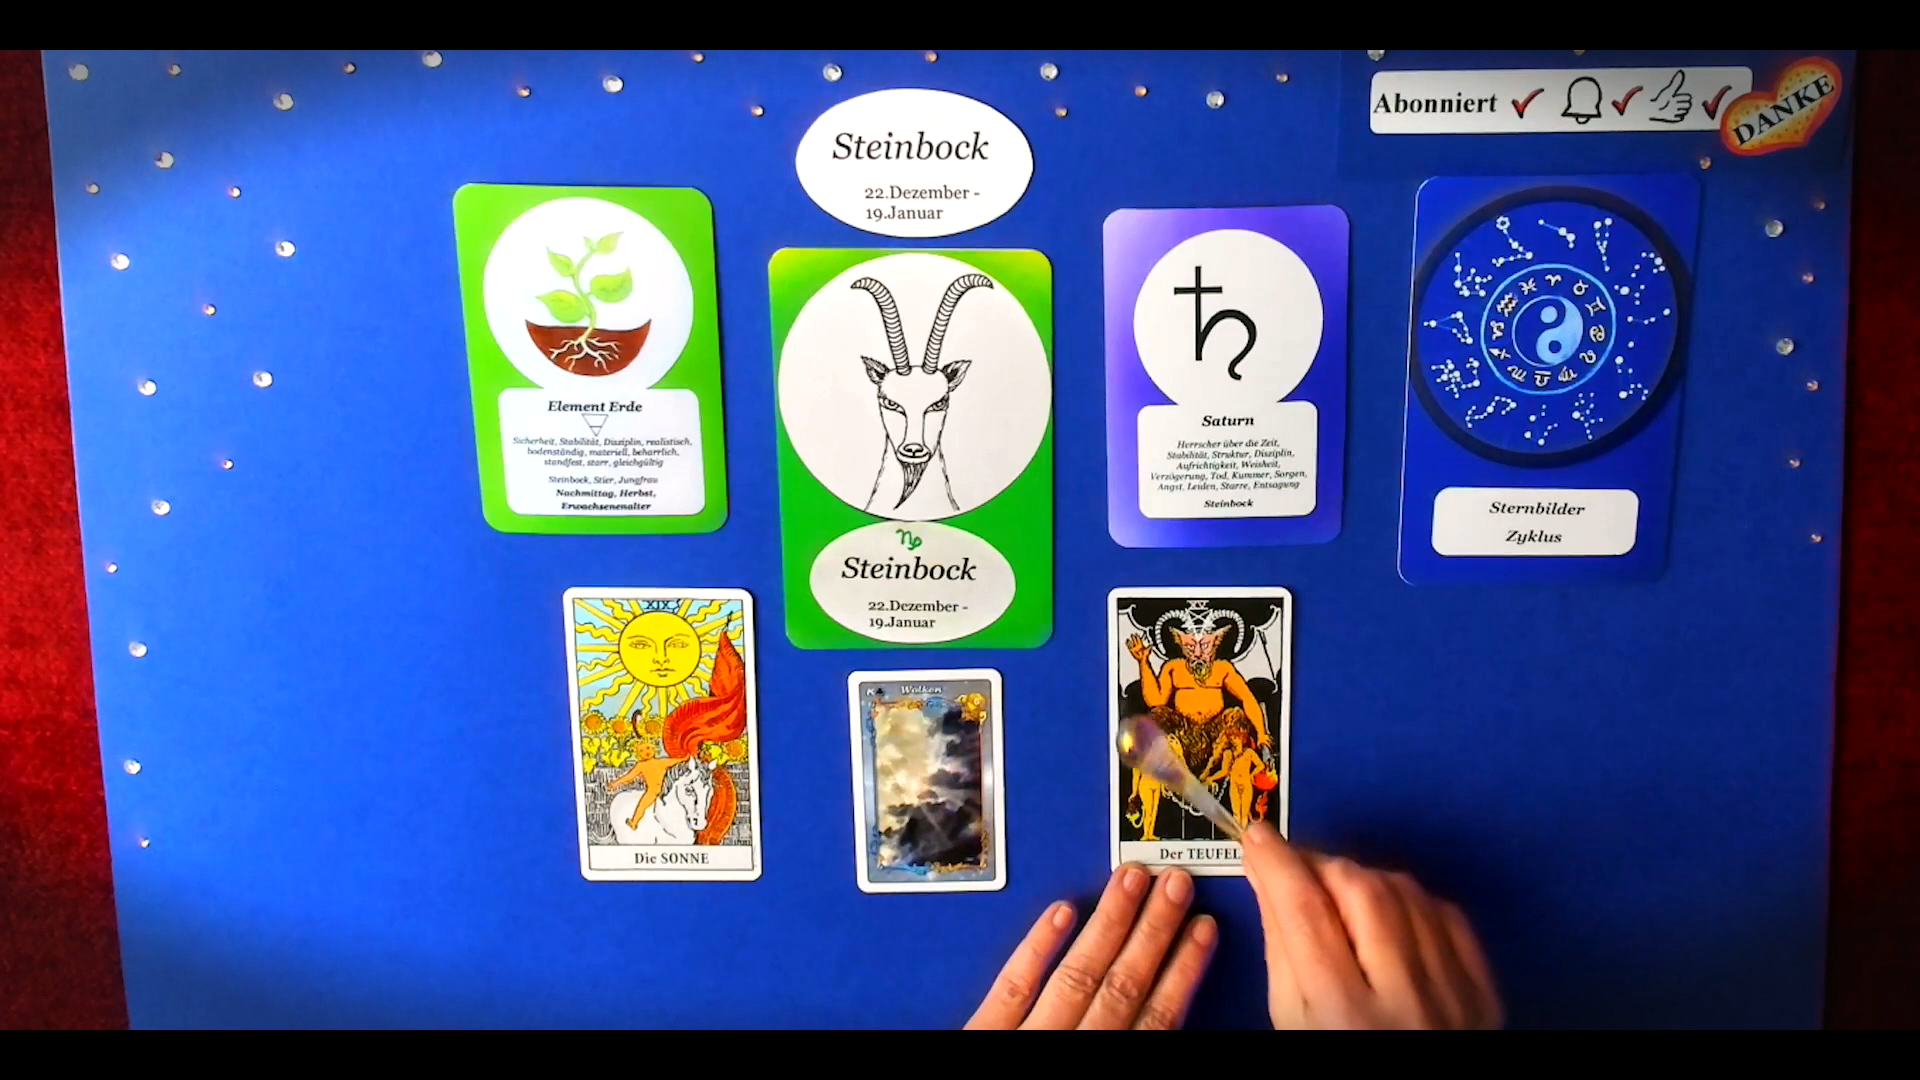 Abonniert
DANKE
Steinbock
22.Dezember -
19.Januar
Element Erde
Sicherheit, Stabilität, Disziplin, realistisch,
bodenständig, materiell, beharrlich,
standfest, starr, gleichgültig
Steinbock, Stier, Jungfrau
Nachmittag, Herbst,
Erwachsenenalter
Steinbock
22.Dezember -
19.Januar
Saturn
Herrscher über die Zeit,
Stabilität, Struktur, Disziplin,
Aufrichtigkeit, Weisheit,
Verzögerung, Tod, Kummer, Sorgen,
Angst, Leiden, Starre, Entsagung
Steinbock
Sternbilder
Zyklus
XIX
Die SONNE
K♣ Wolken
XV
Der TEUFEL